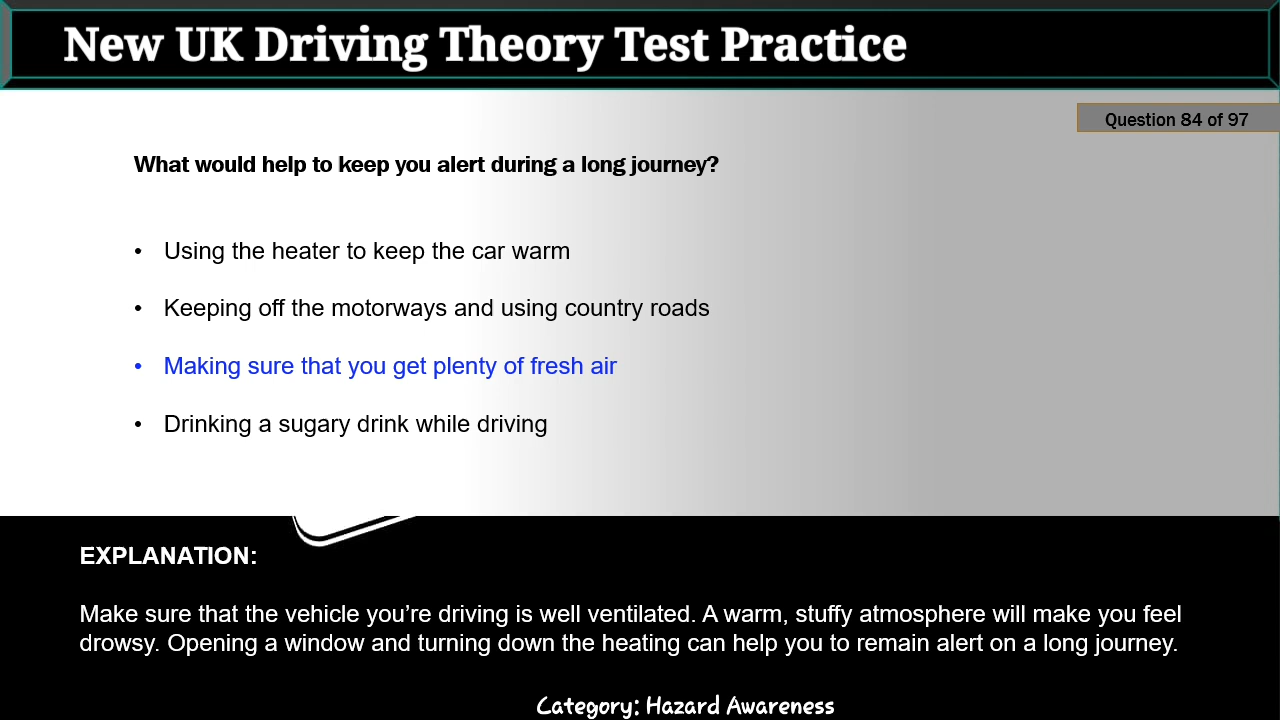 New UK Driving Theory Test Practice
Question 84 of 97
What would help to keep you alert during a long journey?
• Using the heater to keep the car warm
• Keeping off the motorways and using country roads
• Making sure that you get plenty of fresh air
• Drinking a sugary drink while driving
EXPLANATION:
Make sure that the vehicle you’re driving is well ventilated. A warm, stuffy atmosphere will make you feel
drowsy. Opening a window and turning down the heating can help you to remain alert on a long journey.
Category: Hazard Awareness